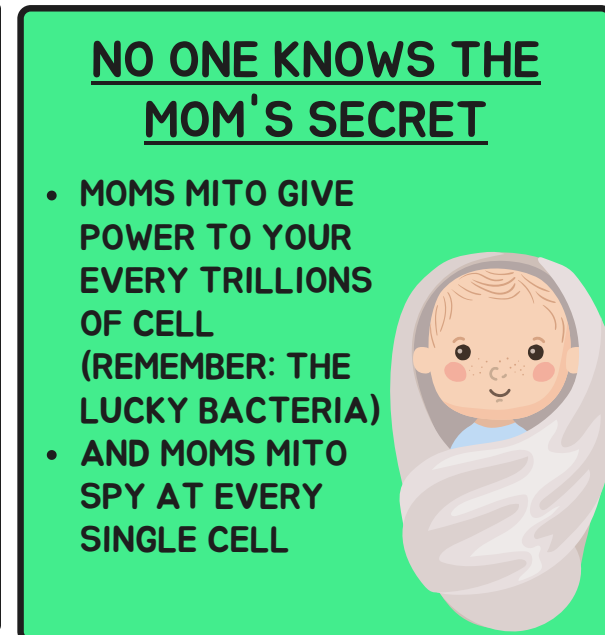 NO ONE KNOWS THE
MOM'S SECRET
• MOMS MITO GIVE
POWER TO YOUR
EVERY TRILLIONS
OF CELL
(REMEMBER: THE
LUCKY BACTERIA)
• AND MOMS MITO
SPY AT EVERY
SINGLE CELL